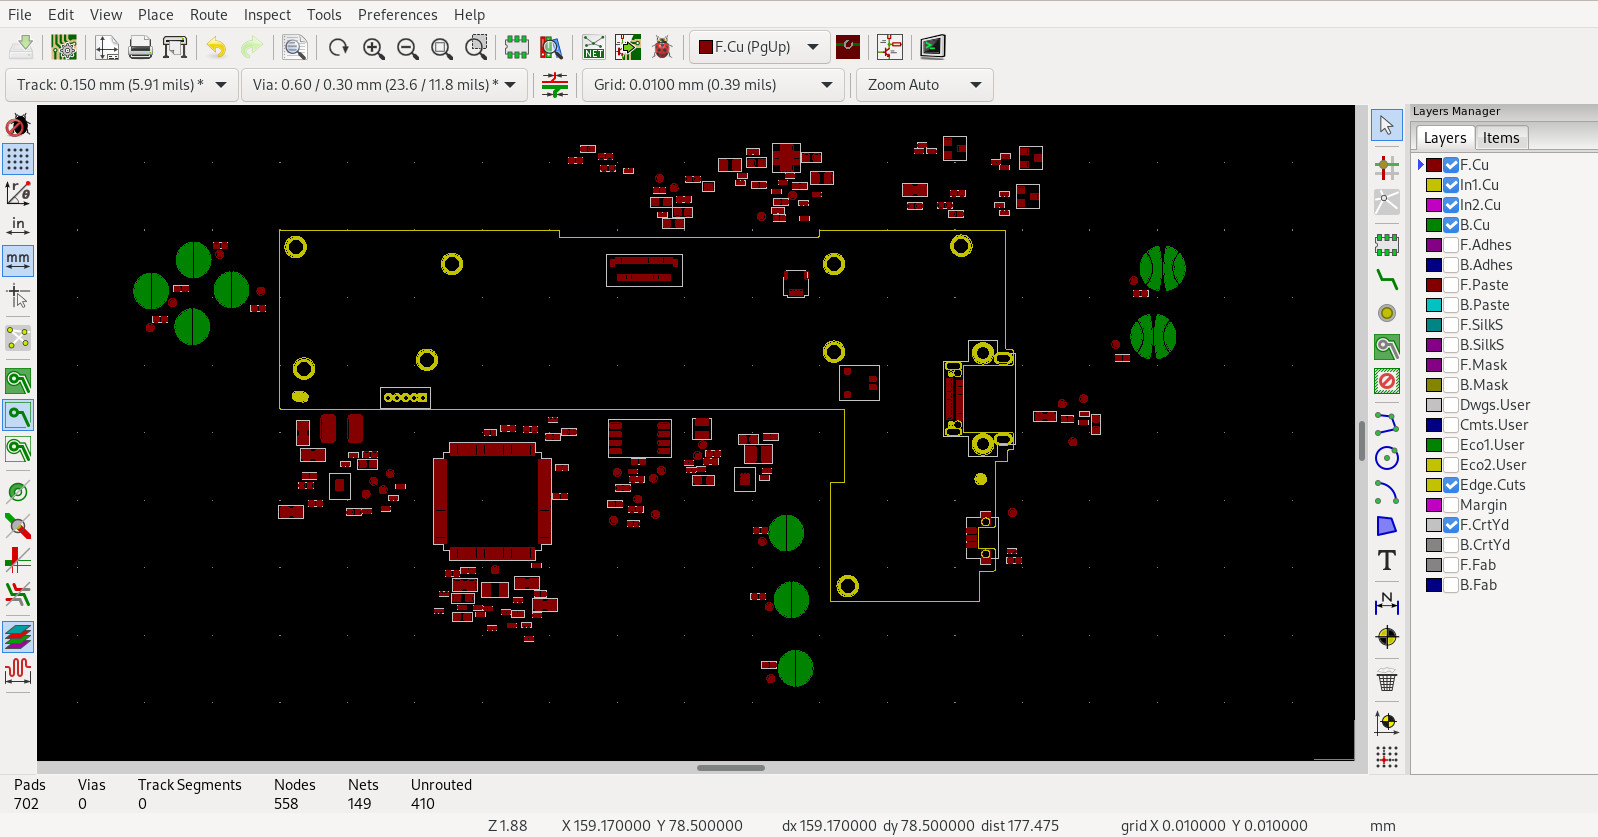 File Edit View Place Route Inspect Tools Preferences Help
F.Cu (PgUp)
NET
Track: 0.150 mm (5.91 mils) * Via: 0.60 / 0.30 mm (23.6 / 11.8 mils) * Grid: 0.0100 mm (0.39 mils) Zoom Auto
Layers Manager
Layers Items
F.Cu
In1.Cu
In2.Cu
B.Cu
F.Adhes
B.Adhes
F.Paste
B.Paste
F.SilkS
B.SilkS
F.Mask
B.Mask
Dwgs.User
Cmts.User
Eco1.User
Eco2.User
Edge.Cuts
Margin
F.CrtYd
B.CrtYd
F.Fab
B.Fab
in
mm
T
N
Pads Vias Track Segments Nodes Nets Unrouted
702 0 0 558 149 410
Z 1.88 X 159.170000 Y 78.500000 dx 159.170000 dy 78.500000 dist 177.475 grid X 0.010000 Y 0.010000 mm